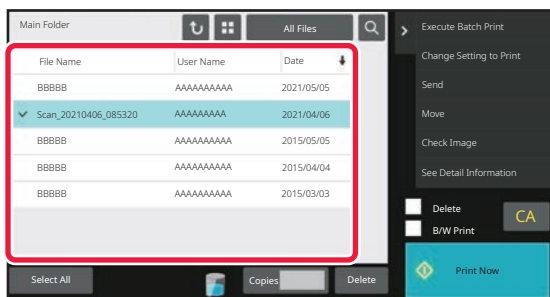 Main Folder
All Files
File Name User Name Date
BBBBB AAAAAAAAAA 2021/05/05
Scan_20210406_085320 AAAAAAAAA 2021/04/06
BBBBB AAAAAAAAAA 2015/05/05
BBBBB AAAAAAAAAA 2015/04/04
BBBBB AAAAAAAAAA 2015/03/03
Select All
Copies
Delete
Execute Batch Print
Change Setting to Print
Send
Move
Check Image
See Detail Information
Delete
B/W Print
CA
Print Now